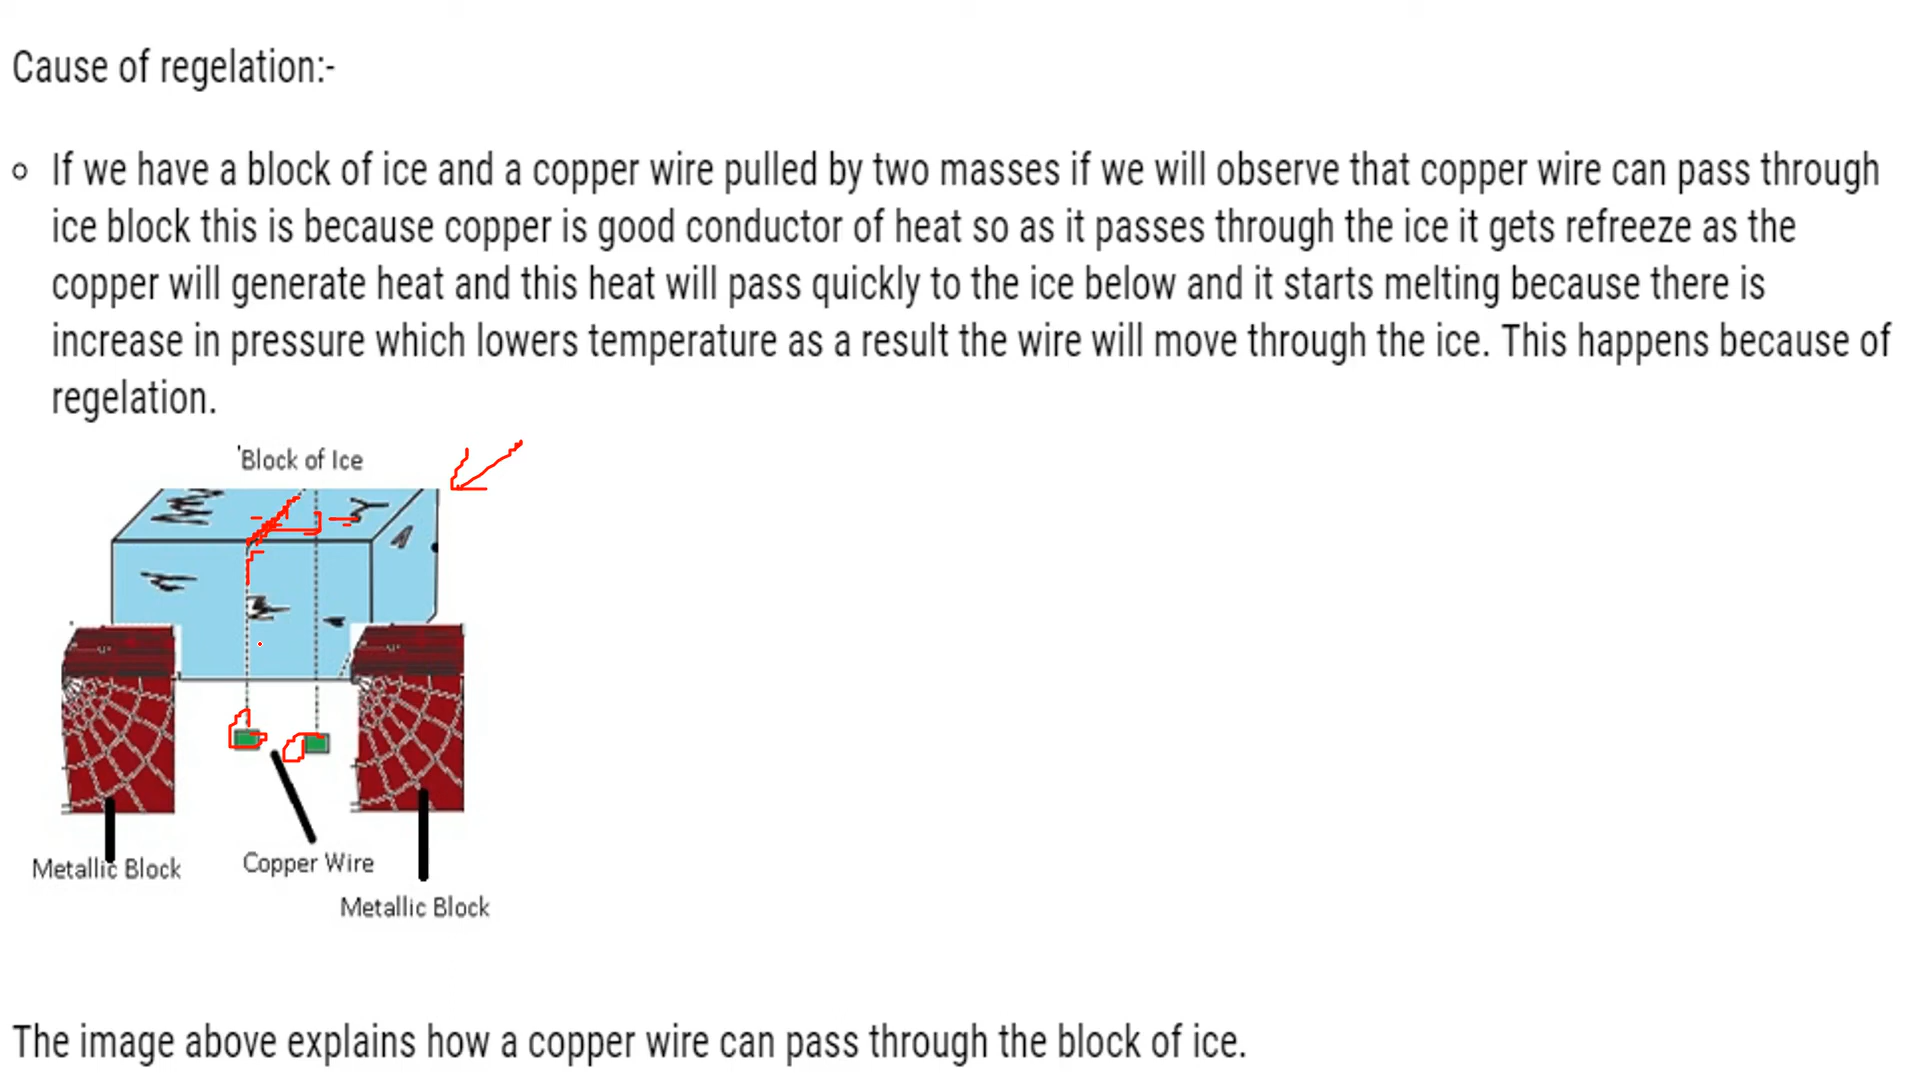 Cause of regelation:-
If we have a block of ice and a copper wire pulled by two masses if we will observe that copper wire can pass through
ice block this is because copper is good conductor of heat so as it passes through the ice it gets refreeze as the
copper will generate heat and this heat will pass quickly to the ice below and it starts melting because there is
increase in pressure which lowers temperature as a result the wire will move through the ice. This happens because of
regelation.
Block of Ice
Metallic Block
Copper Wire
Metallic Block
The image above explains how a copper wire can pass through the block of ice.